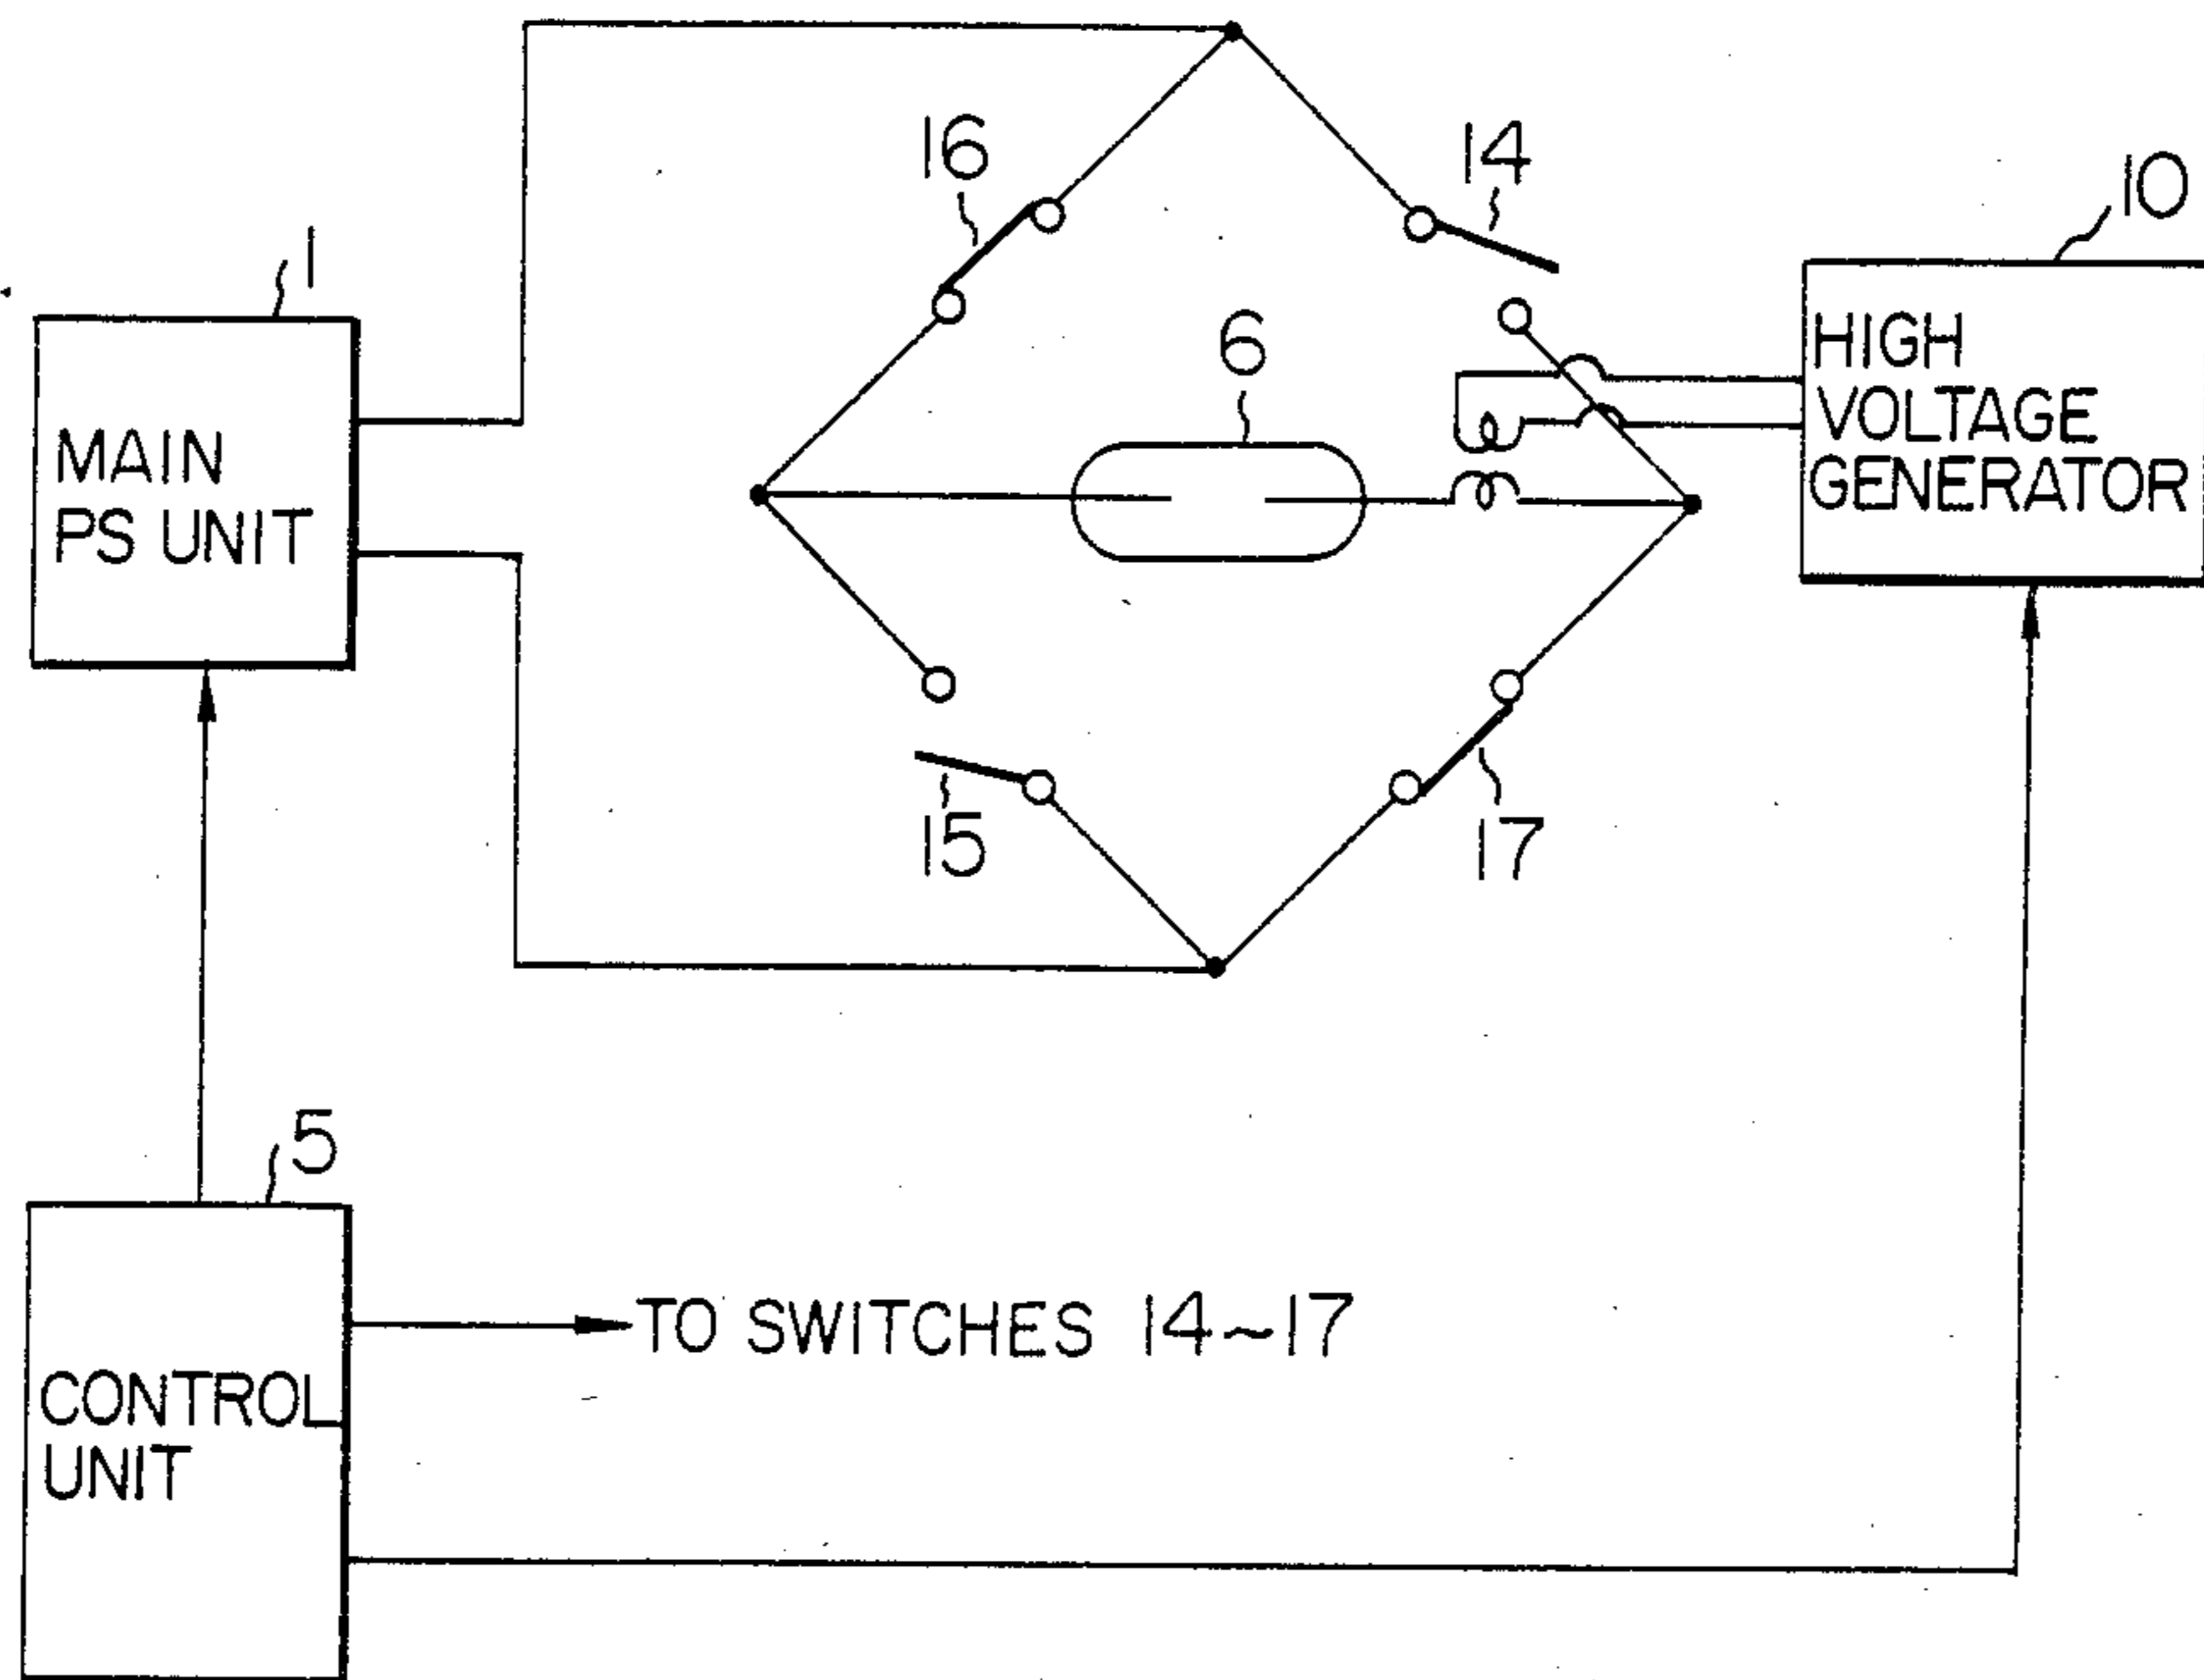 16
14
10
1
6
HIGH
VOLTAGE
GENERATOR
MAIN
PS UNIT
15
17
5
TO SWITCHES 14~17
CONTROL
UNIT